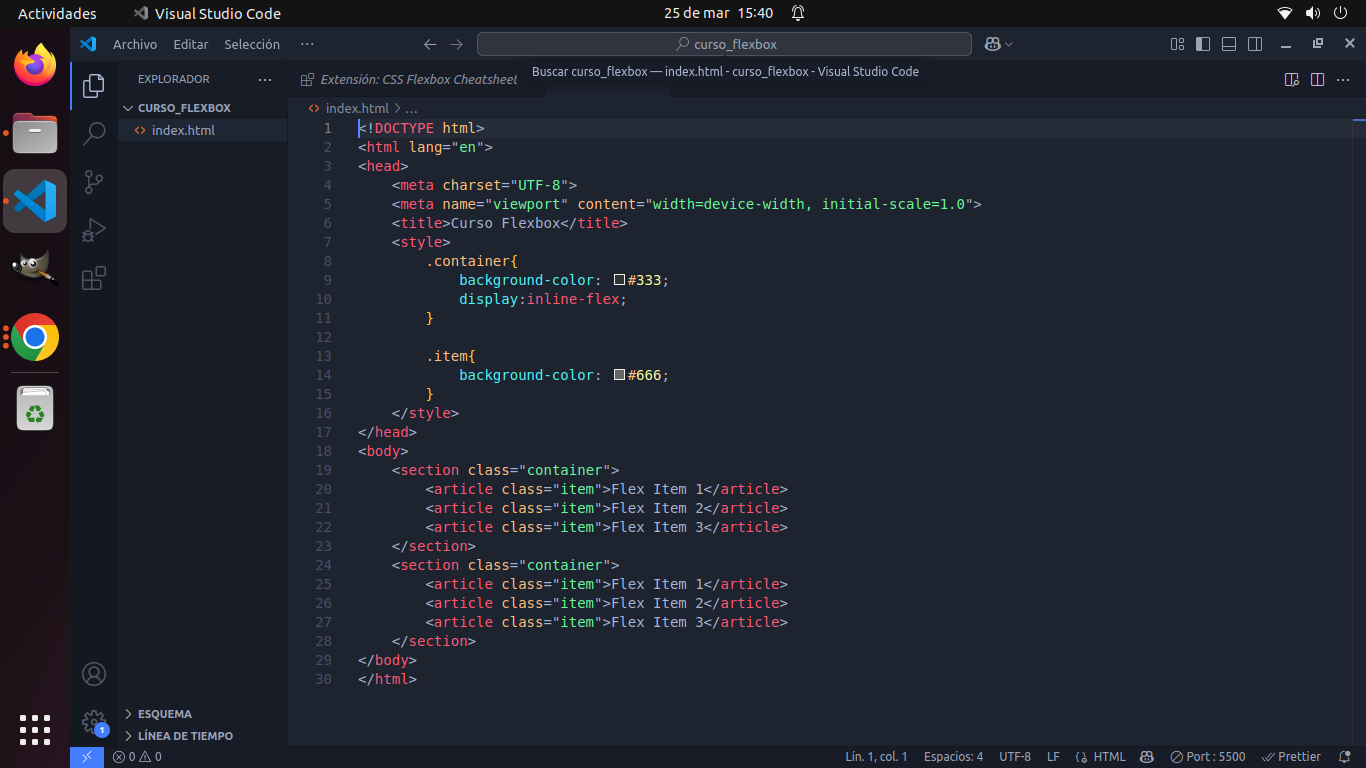 Actividades
Visual Studio Code
25 de mar 15:40
Archivo Editar Selección ···
curso_flexbox
EXPLORADOR ···
Extensión: CSS Flexbox Cheatsheet
Buscar curso_flexbox — index.html - curso_flexbox - Visual Studio Code
CURSO_FLEXBOX
index.html
index.html > ...
1 <!DOCTYPE html>
2 <html lang="en">
3 <head>
4     <meta charset="UTF-8">
5     <meta name="viewport" content="width=device-width, initial-scale=1.0">
6     <title>Curso Flexbox</title>
7     <style>
8         .container{
9             background-color: #333;
10             display:inline-flex;
11         }
12
13         .item{
14             background-color: #666;
15         }
16     </style>
17 </head>
18 <body>
19     <section class="container">
20         <article class="item">Flex Item 1</article>
21         <article class="item">Flex Item 2</article>
22         <article class="item">Flex Item 3</article>
23     </section>
24     <section class="container">
25         <article class="item">Flex Item 1</article>
26         <article class="item">Flex Item 2</article>
27         <article class="item">Flex Item 3</article>
28     </section>
29 </body>
30 </html>
ESQUEMA
LÍNEA DE TIEMPO
1
0 0
Lín. 1, col. 1 Espacios: 4 UTF-8 LF HTML Port : 5500 Prettier